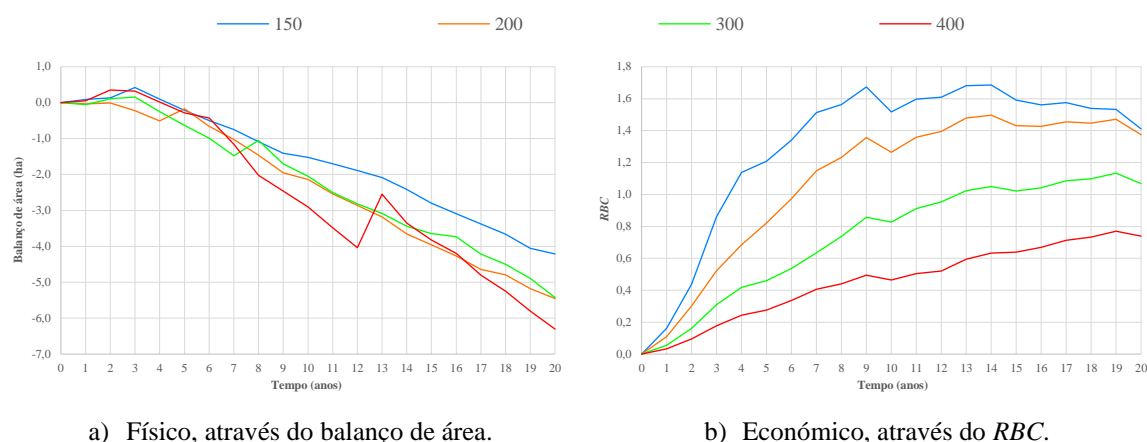 150 200 300 400
Balanço de área (ha)
1,0
0,0
-1,0
-2,0
-3,0
-4,0
-5,0
-6,0
-7,0
0 1 2 3 4 5 6 7 8 9 10 11 12 13 14 15 16 17 18 19 20
Tempo (anos)
a) Físico, através do balanço de área.
RBC
1,8
1,6
1,4
1,2
1,0
0,8
0,6
0,4
0,2
0,0
0 1 2 3 4 5 6 7 8 9 10 11 12 13 14 15 16 17 18 19 20
Tempo (anos)
b) Económico, através do RBC.